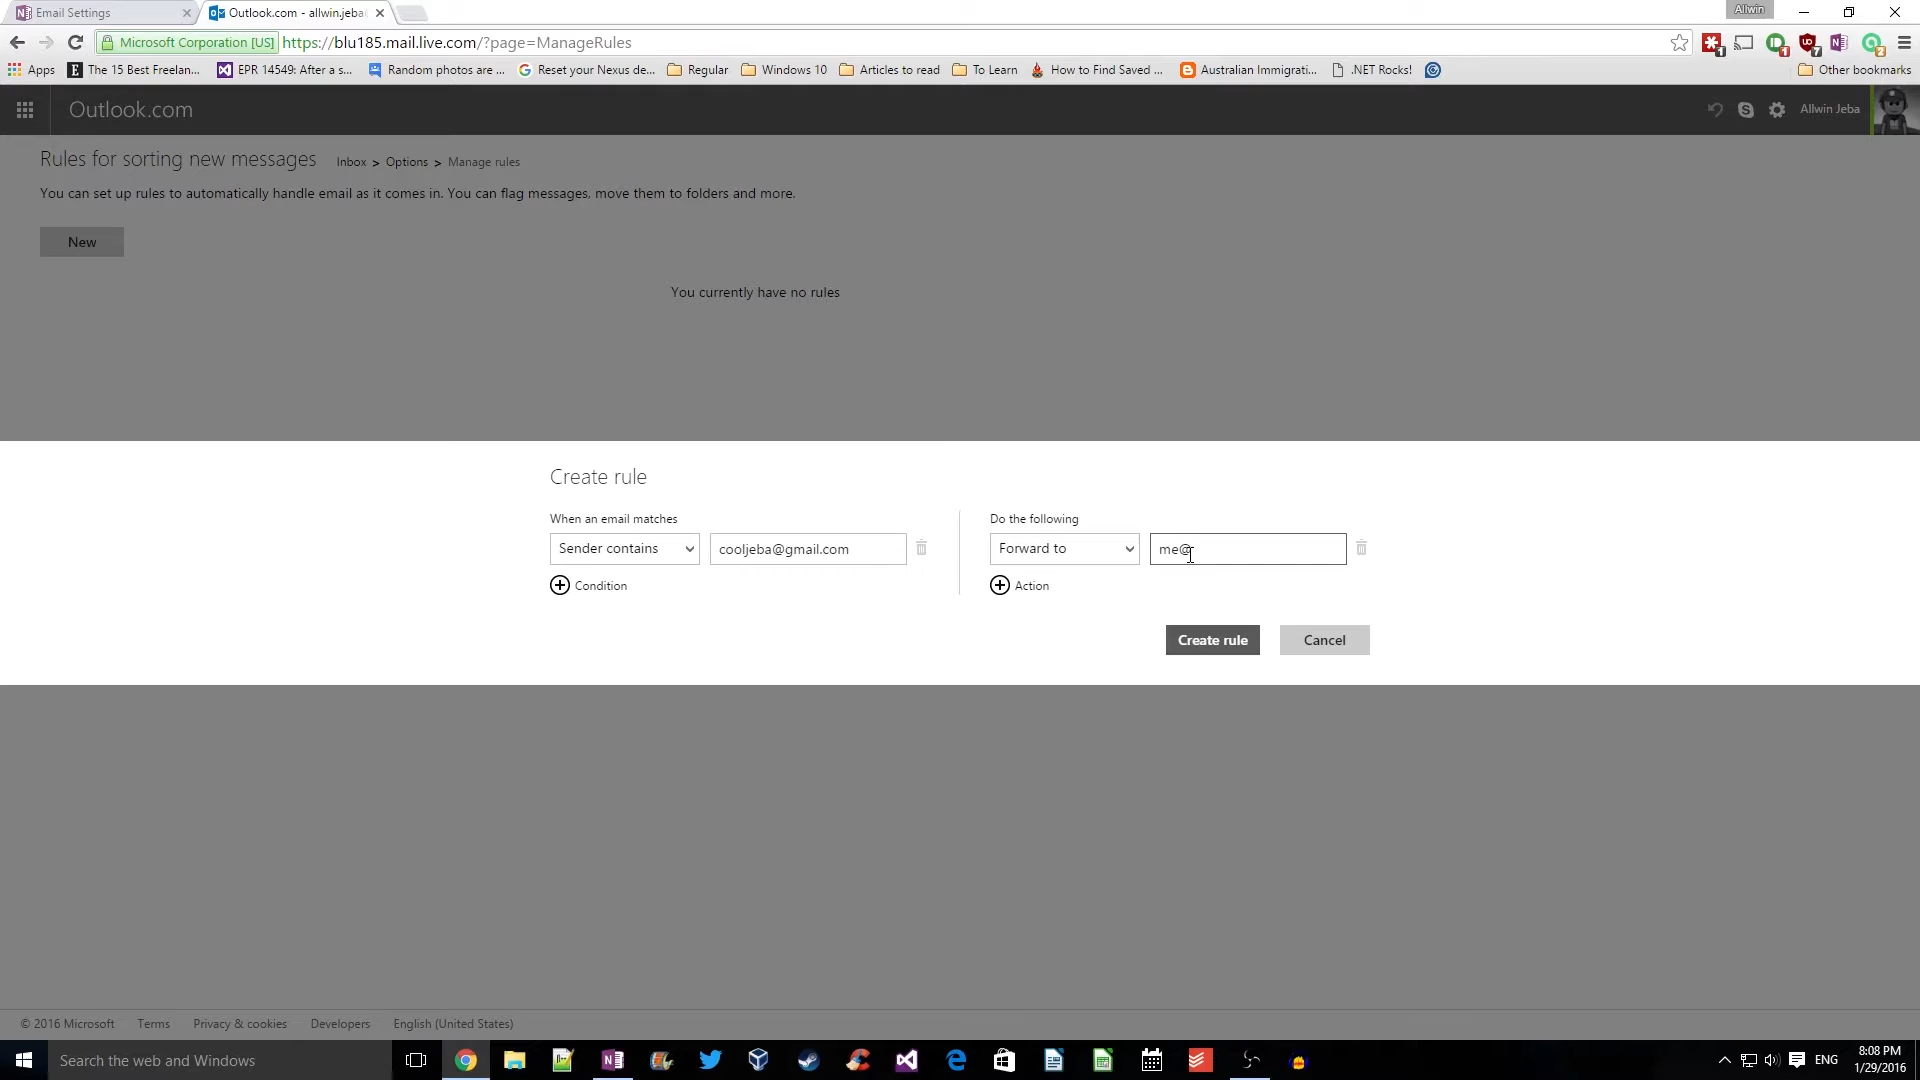 Email Settings
Outlook.com - allwin.jeba
Allwin
Microsoft Corporation [US] https://blu185.mail.live.com/?page=ManageRules
Apps The 15 Best Freelan... EPR 14549: After a s... Random photos are ... Reset your Nexus de... Regular Windows 10 Articles to read To Learn How to Find Saved ... Australian Immigrati... .NET Rocks! Other bookmarks
Outlook.com
Allwin Jeba
Rules for sorting new messages Inbox > Options > Manage rules
You can set up rules to automatically handle email as it comes in. You can flag messages, move them to folders and more.
New
You currently have no rules
Create rule
When an email matches
Do the following
Sender contains cooljeba@gmail.com
Forward to me@
Condition
Action
Create rule Cancel
© 2016 Microsoft Terms Privacy & cookies Developers English (United States)
Search the web and Windows
ENG
8:08 PM
1/29/2016